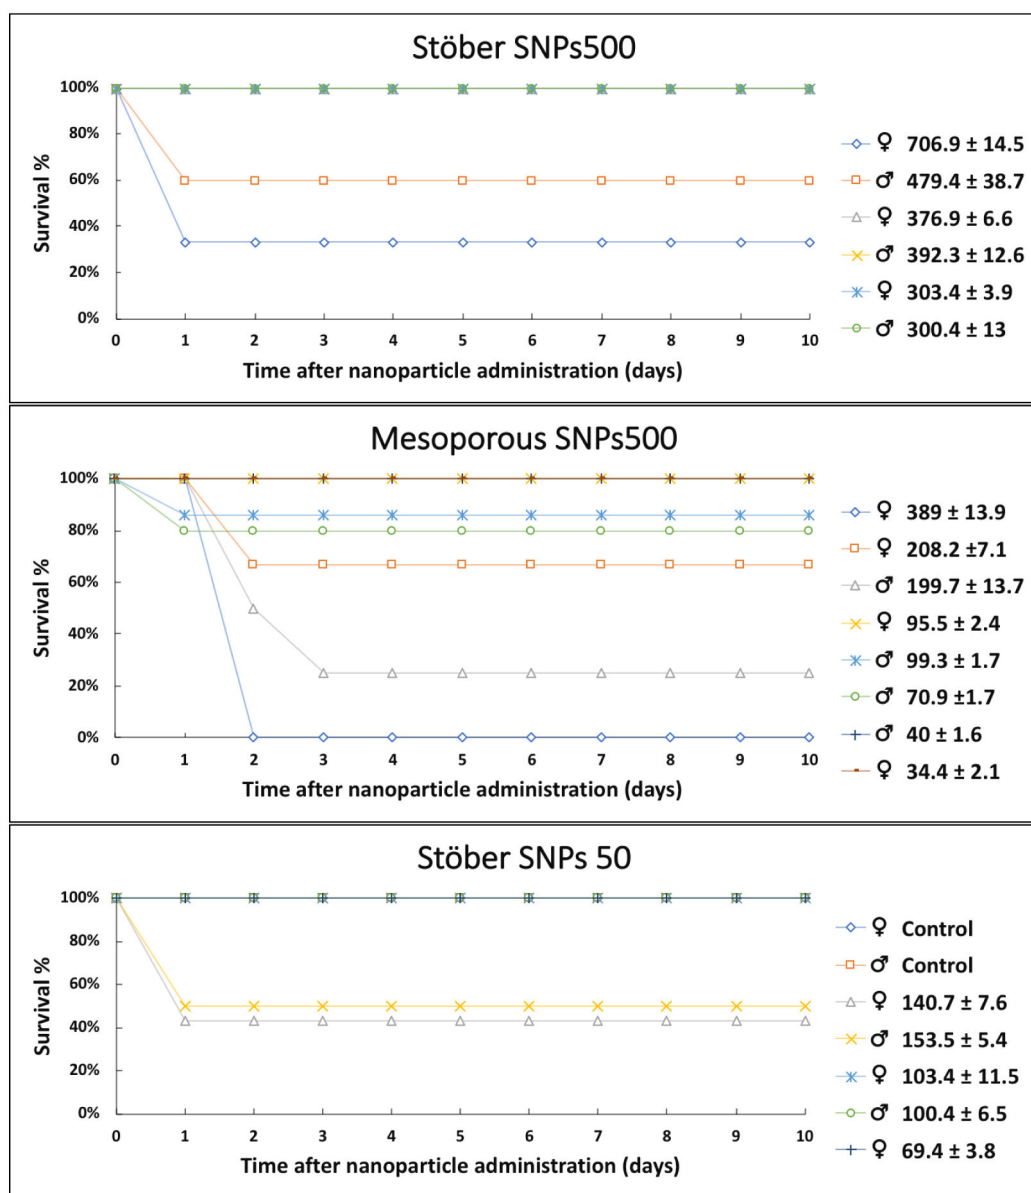 Stöber SNPs500
100%
80%
60%
40%
20%
0%
Survival %
0 1 2 3 4 5 6 7 8 9 10
Time after nanoparticle administration (days)
♀ 706.9 ± 14.5
♂ 479.4 ± 38.7
♀ 376.9 ± 6.6
♂ 392.3 ± 12.6
♀ 303.4 ± 3.9
♂ 300.4 ± 13
Mesoporous SNPs500
100%
80%
60%
40%
20%
0%
Survival %
0 1 2 3 4 5 6 7 8 9 10
Time after nanoparticle administration (days)
♀ 389 ± 13.9
♀ 208.2 ±7.1
♂ 199.7 ± 13.7
♀ 95.5 ± 2.4
♂ 99.3 ± 1.7
♂ 70.9 ±1.7
♂ 40 ± 1.6
♀ 34.4 ± 2.1
Stöber SNPs 50
100%
80%
60%
40%
20%
0%
Survival %
0 1 2 3 4 5 6 7 8 9 10
Time after nanoparticle administration (days)
♀ Control
♂ Control
♀ 140.7 ± 7.6
♂ 153.5 ± 5.4
♀ 103.4 ± 11.5
♂ 100.4 ± 6.5
♀ 69.4 ± 3.8